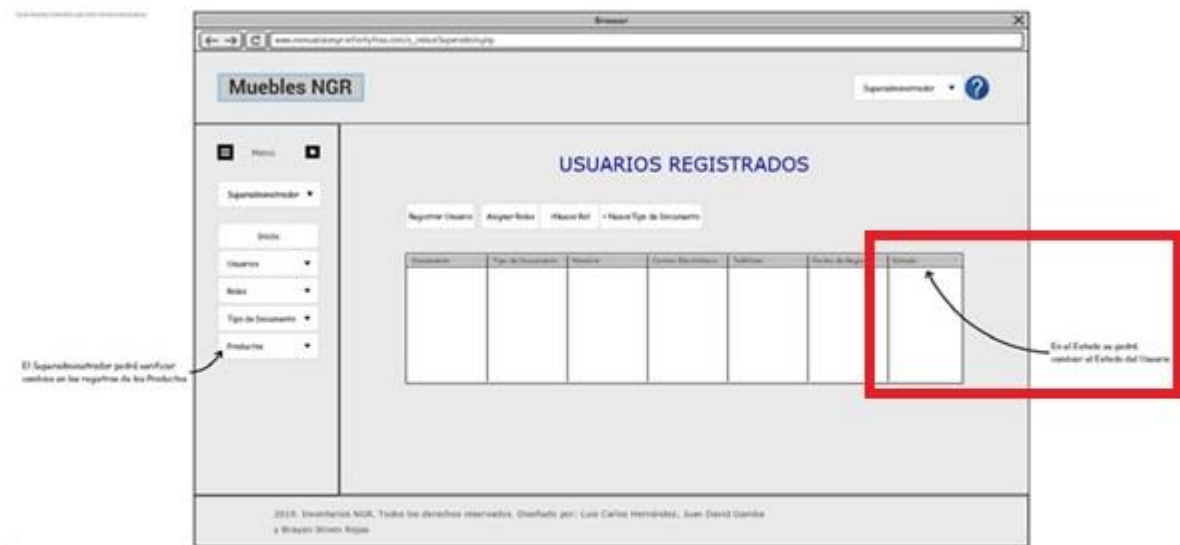 Browser
Muebles NGR
Superadministrador
?
Menú
Superadministrador
Inicio
Usuarios
Roles
Tipo de Documento
Productos
USUARIOS REGISTRADOS
Registrar Usuario
Asignar Roles
+Nuevo Rol
+ Nuevo Tipo de Documento
Documento
Tipo de Documento
Nombre
Correo Electrónico
Teléfono
Fecha de Registro
Estado
El Superadministrador podrá verificar
cambios en los registros de los Productos
En el Estado se podrá
cambiar el Estado del Usuario
2019. Inventarios NGR. Todos los derechos reservados. Diseñado por: Luis Carlos Hernández, Juan David Gamba
y Brayan Stiven Rojas